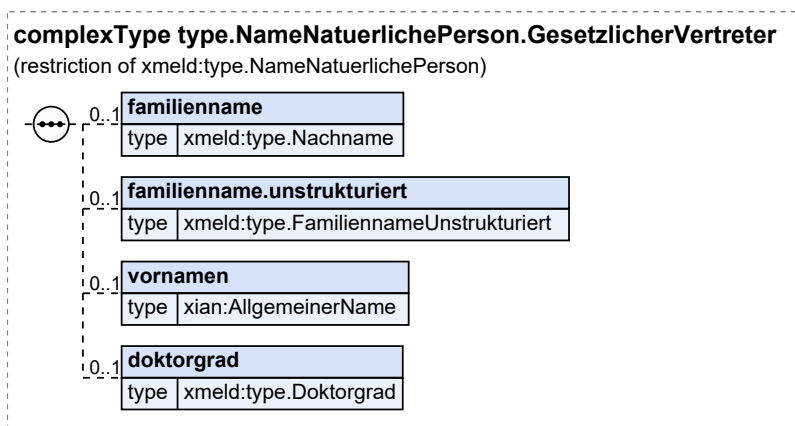 complexType type.NameNatuerlichePerson.GesetzlicherVertreter
(restriction of xmeld:type.NameNatuerlichePerson)
0..1 familienname
type xmeld:type.Nachname
0..1 familienname.unstrukturiert
type xmeld:type.FamiliennameUnstrukturiert
0..1 vornamen
type xian:AllgemeinerName
0..1 doktorgrad
type xmeld:type.Doktorgrad